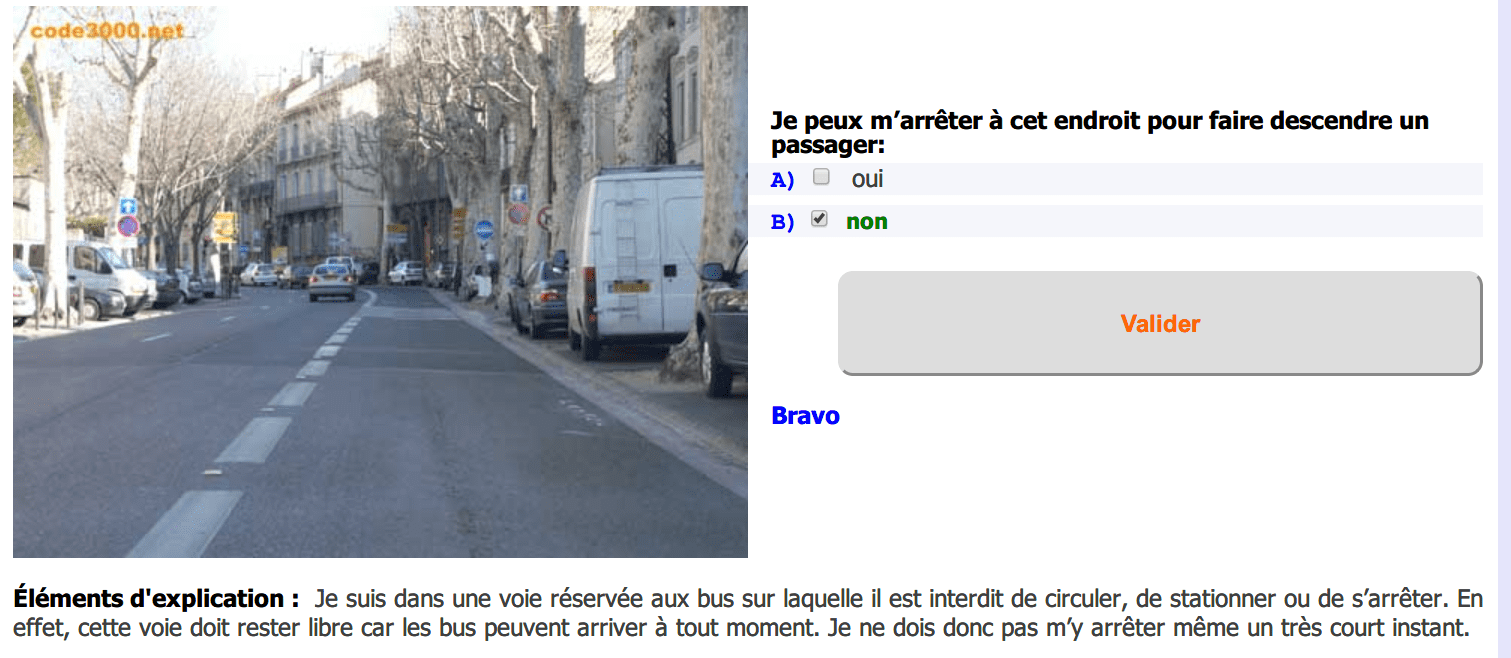 code3000.net
Je peux m’arrêter à cet endroit pour faire descendre un
passager:
A) oui
B) non
Valider
Bravo
Éléments d'explication : Je suis dans une voie réservée aux bus sur laquelle il est interdit de circuler, de stationner ou de s’arrêter. En
effet, cette voie doit rester libre car les bus peuvent arriver à tout moment. Je ne dois donc pas m’y arrêter même un très court instant.